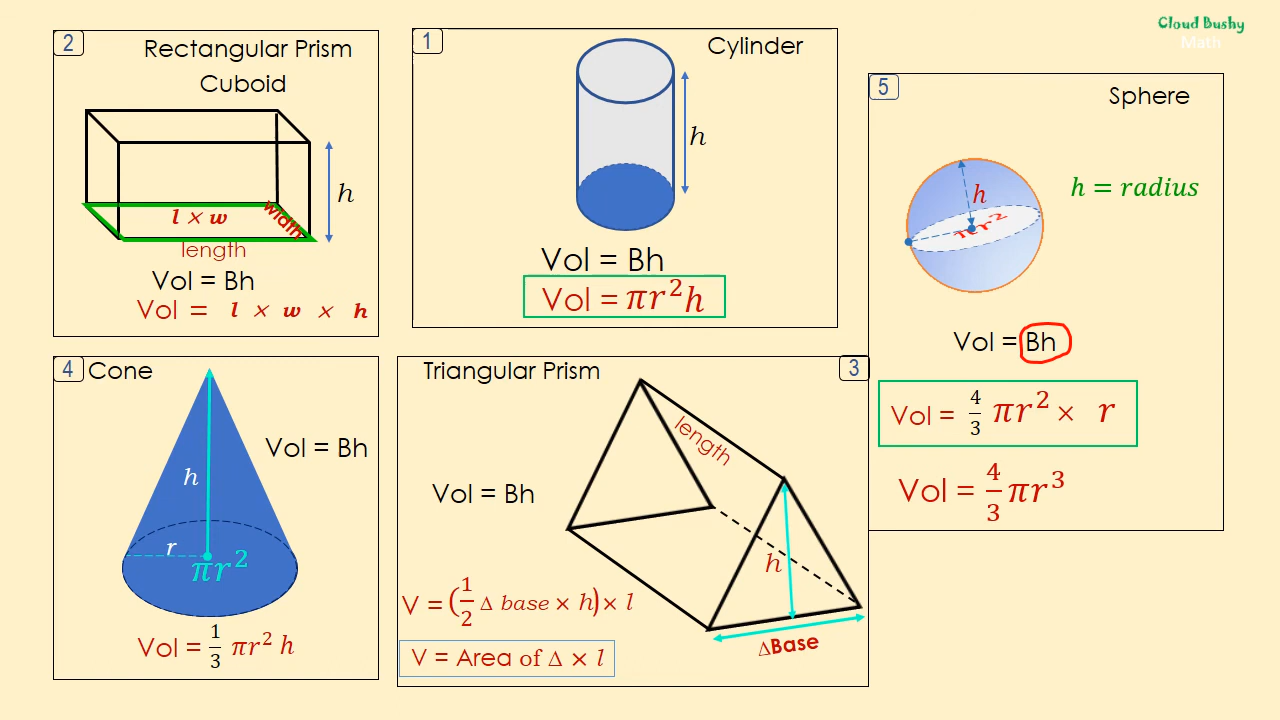 Cloud Bushy
Math
2
Rectangular Prism
Cuboid
h
l × w
width
length
Vol = Bh
Vol = l × w × h
1
Cylinder
h
Vol = Bh
Vol = πr²h
5
Sphere
h
h = radius
πr²
Vol = Bh
Vol = 4/3 πr² × r
Vol = 4/3 πr³
4
Cone
Vol = Bh
h
r
πr²
Vol = 1/3 πr² h
Triangular Prism
3
length
Vol = Bh
h
V = (1/2 Δ base × h) × l
ΔBase
V = Area of Δ × l